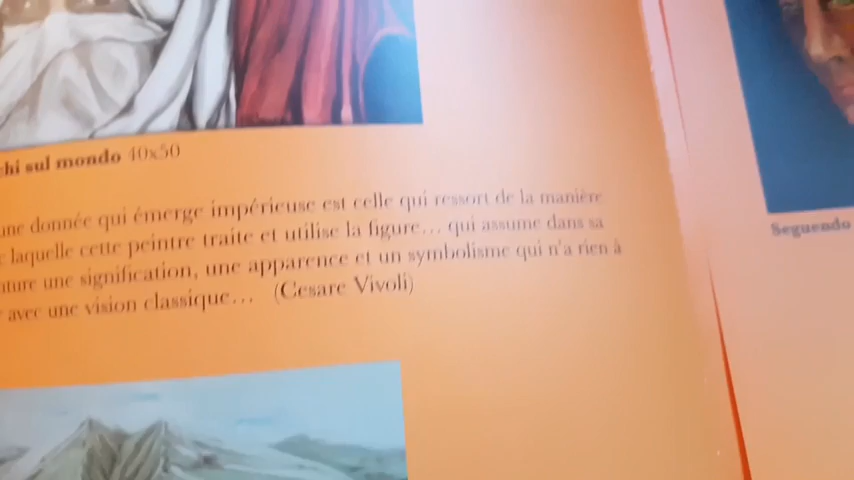 chi sul mondo 40x50
une donnée qui émerge impérieuse est celle qui ressort de la manière
laquelle cette peintre traite et utilise la figure... qui assume dans sa
nture une signification, une apparence et un symbolisme qui n'a rien à
avec une vision classique... (Cesare Vivoli)
Seguendo